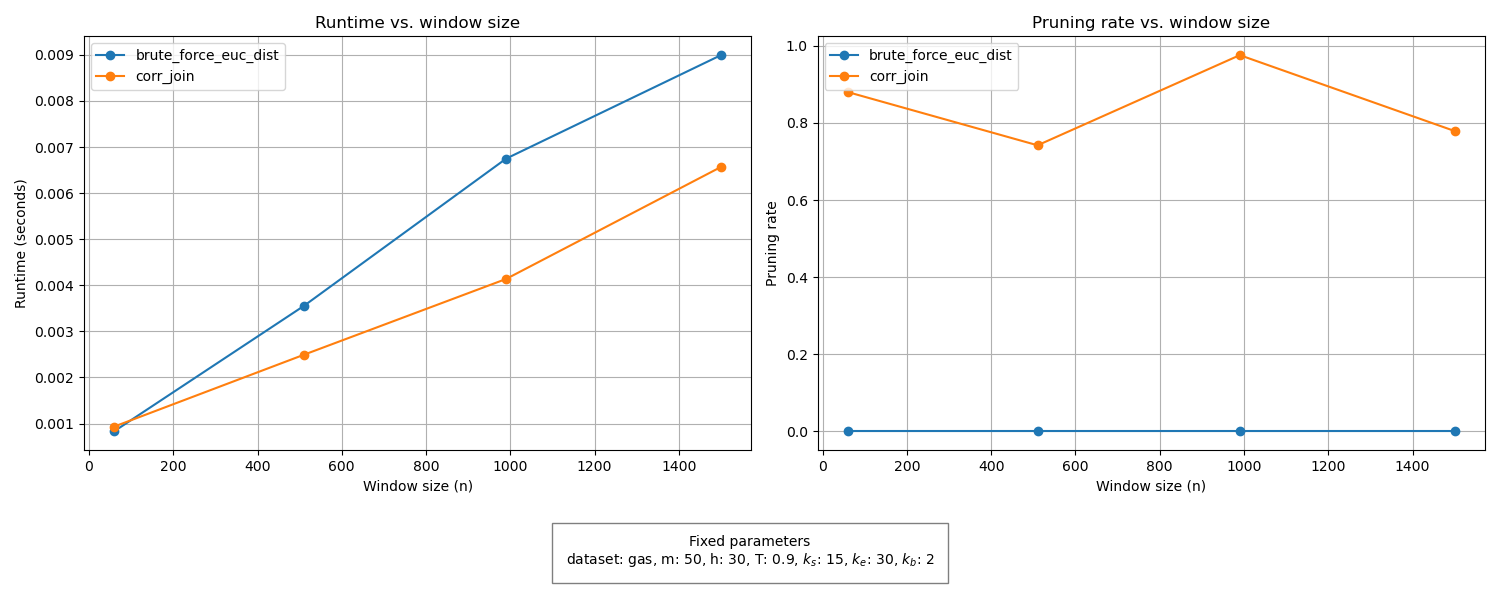 Runtime vs. window size
brute_force_euc_dist
corr_join
0.009
0.008
0.007
0.006
0.005
0.004
0.003
0.002
0.001
Runtime (seconds)
0 200 400 600 800 1000 1200 1400
Window size (n)
Pruning rate vs. window size
brute_force_euc_dist
corr_join
1.0
0.8
0.6
0.4
0.2
0.0
Pruning rate
0 200 400 600 800 1000 1200 1400
Window size (n)
Fixed parameters
dataset: gas, m: 50, h: 30, T: 0.9, kₛ: 15, kₑ: 30, k_b: 2